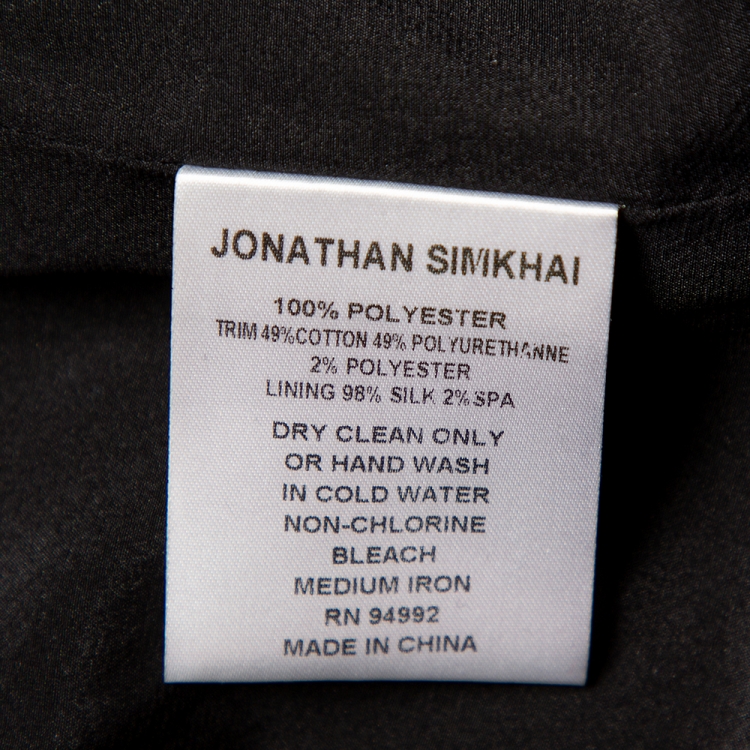 JONATHAN SIMKHAI
100% POLYESTER
TRIM 49%COTTON 49% POLYURETHANNE
2% POLYESTER
LINING 98% SILK 2% SPA
DRY CLEAN ONLY
OR HAND WASH
IN COLD WATER
NON-CHLORINE
BLEACH
MEDIUM IRON
RN 94992
MADE IN CHINA